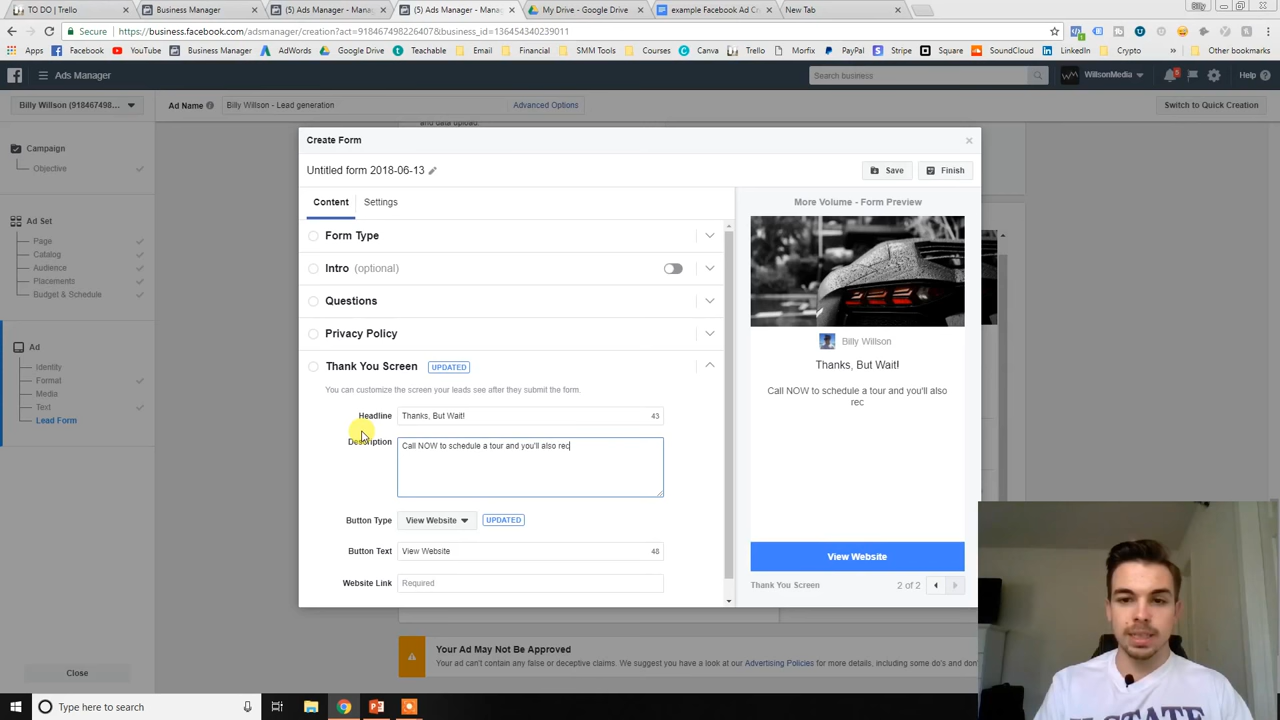 TO DO | Trello
Business Manager
(5) Ads Manager - Mana
(5) Ads Manager - Mana
My Drive - Google Drive
example Facebook Ad C
New Tab
Billy
https://business.facebook.com/adsmanager/creation?act=918467498226407&business_id=136454340239011
Apps
Facebook
YouTube
Business Manager
AdWords
Google Drive
Teachable
Email
Financial
SMM Tools
Courses
Canva
Trello
Morfix
PayPal
Stripe
Square
SoundCloud
LinkedIn
Crypto
Other bookmarks
Ads Manager
Search business
WillsonMedia
Help
Billy Willson (918467498...
Ad Name
Billy Willson - Lead generation
Advanced Options
Switch to Quick Creation
and data upload.
Campaign
Objective
Ad Set
Page
Catalog
Audience
Placements
Budget & Schedule
Ad
Identity
Format
Media
Text
Lead Form
Close
Create Form
Untitled form 2018-06-13
Save
Finish
Content
Settings
Form Type
Intro (optional)
Questions
Privacy Policy
Thank You Screen UPDATED
You can customize the screen your leads see after they submit the form.
Headline
Thanks, But Wait!
43
Description
Call NOW to schedule a tour and you'll also rec
Button Type
View Website
UPDATED
Button Text
View Website
48
Website Link
Required
More Volume - Form Preview
Billy Willson
Thanks, But Wait!
Call NOW to schedule a tour and you'll also
rec
View Website
Thank You Screen
2 of 2
Your Ad May Not Be Approved
Your ad can't contain any false or deceptive claims. We suggest you have a look at our Advertising Policies for more details, including some do's and don'
Type here to search